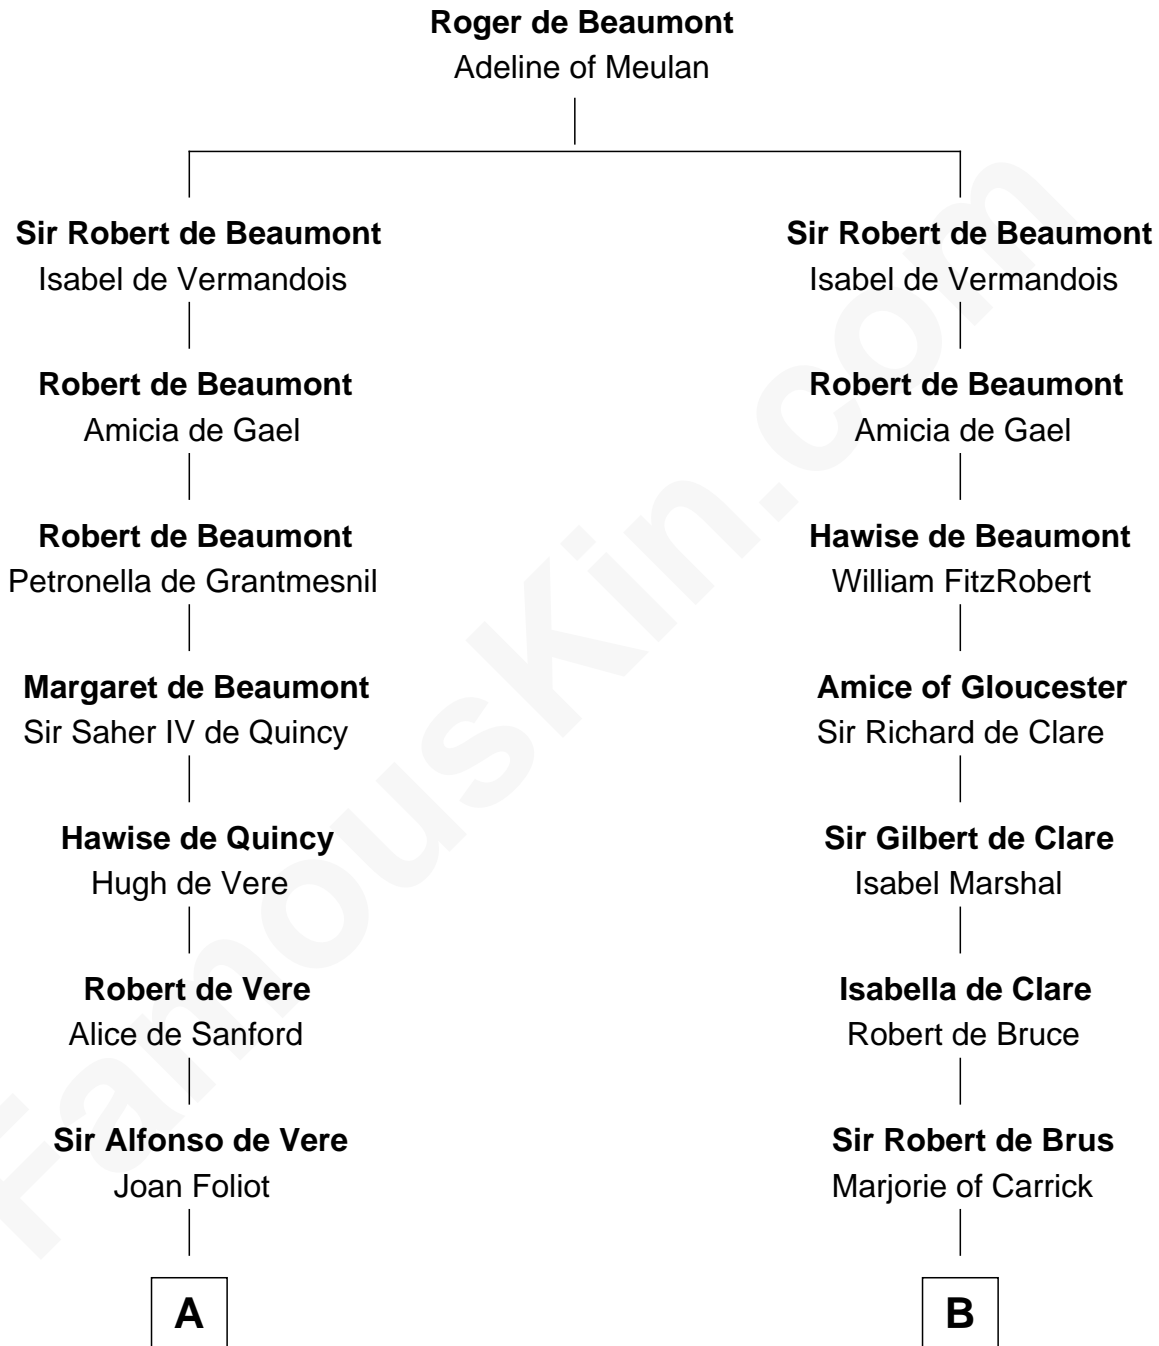 Roger de Beaumont
Adeline of Meulan
Sir Robert de Beaumont
Isabel de Vermandois
Sir Robert de Beaumont
Isabel de Vermandois
Robert de Beaumont
Amicia de Gael
Robert de Beaumont
Amicia de Gael
Robert de Beaumont
Petronella de Grantmesnil
Hawise de Beaumont
William FitzRobert
Margaret de Beaumont
Sir Saher IV de Quincy
Amice of Gloucester
Sir Richard de Clare
Hawise de Quincy
Hugh de Vere
Sir Gilbert de Clare
Isabel Marshal
Robert de Vere
Alice de Sanford
Isabella de Clare
Robert de Bruce
Sir Alfonso de Vere
Joan Foliot
Sir Robert de Brus
Marjorie of Carrick
A
B
FamousKin.com